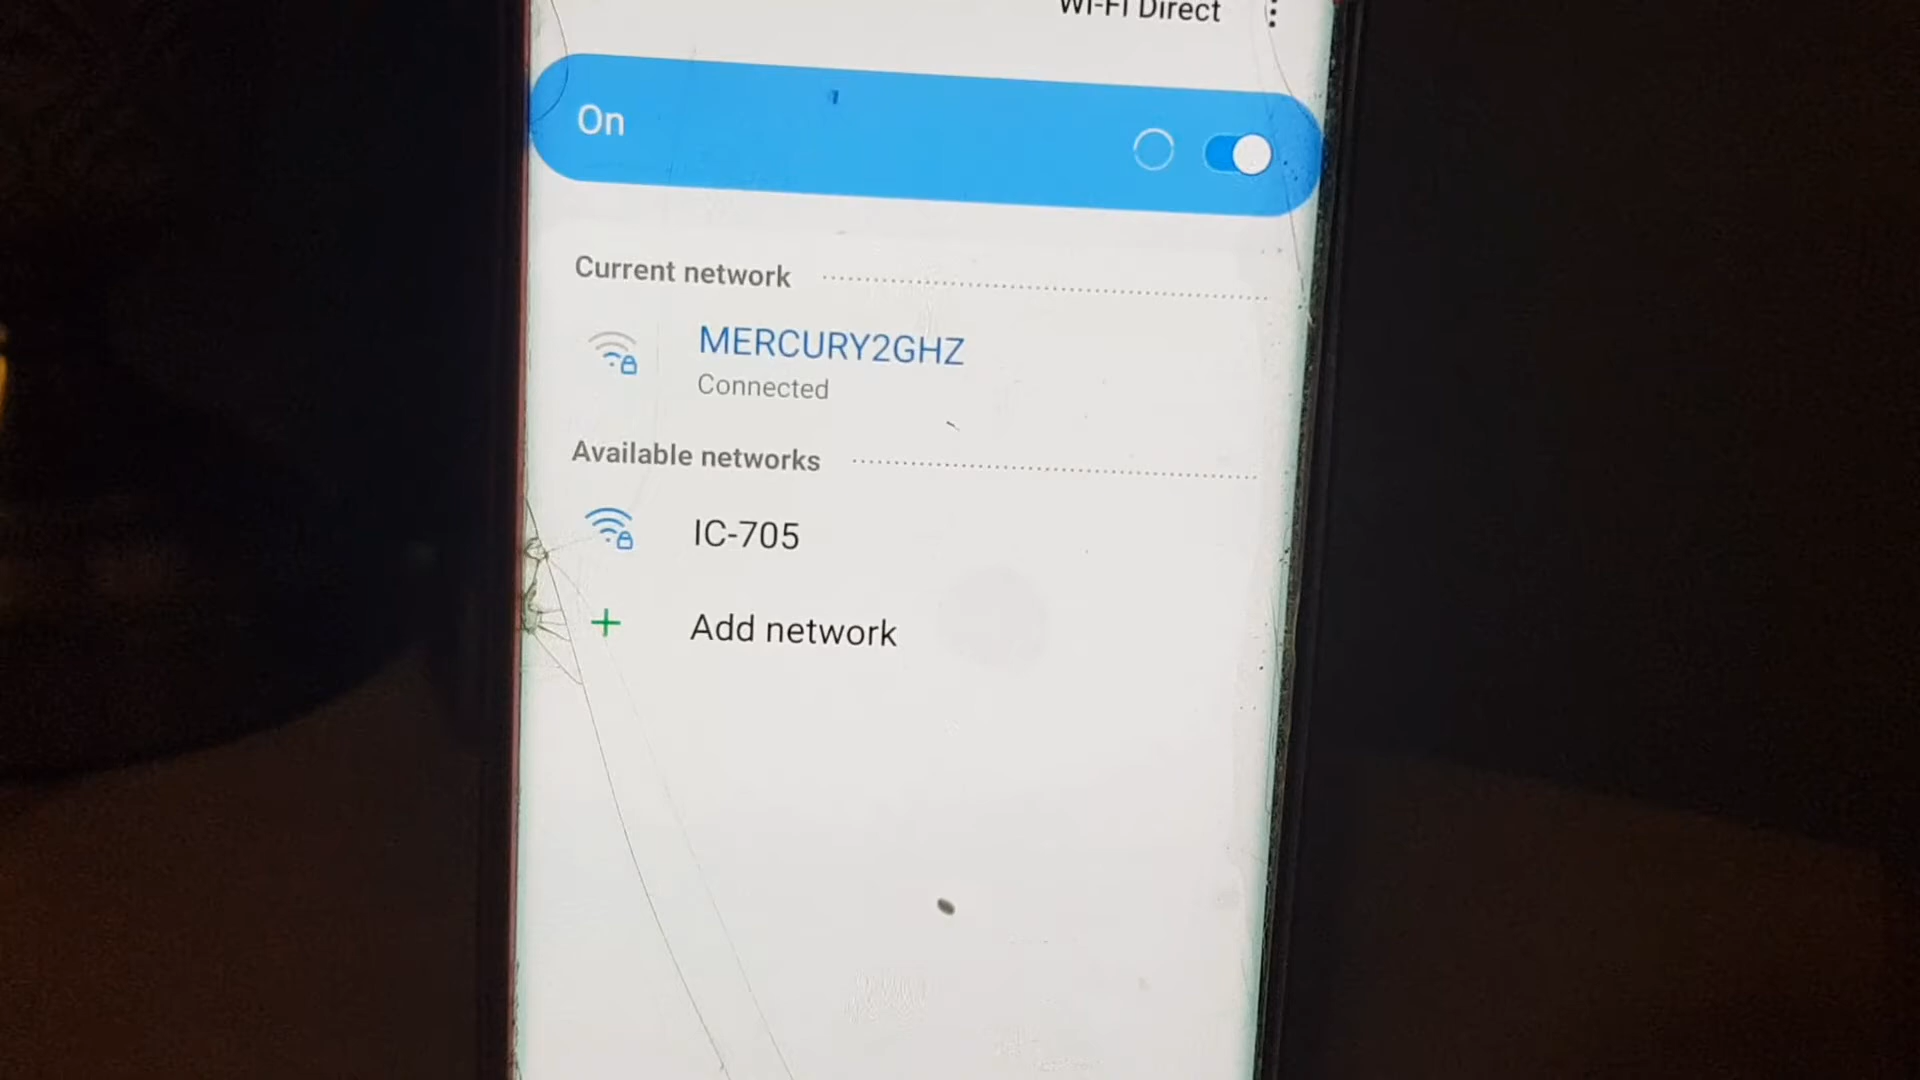 Wi-Fi Direct
On
Current network
MERCURY2GHZ
Connected
Available networks
IC-705
Add network